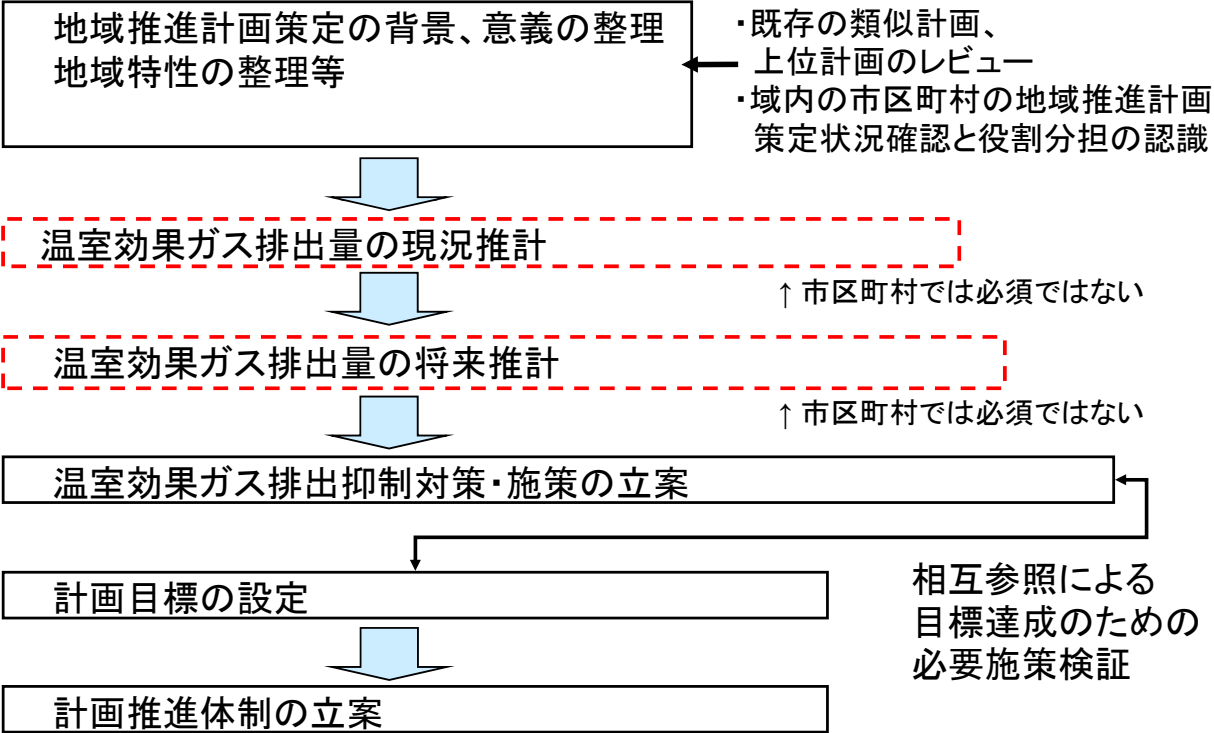 地域推進計画策定の背景、意義の整理
地域特性の整理等
・既存の類似計画、
上位計画のレビュー
・域内の市区町村の地域推進計画
策定状況確認と役割分担の認識
温室効果ガス排出量の現況推計
↑市区町村では必須ではない
温室効果ガス排出量の将来推計
↑市区町村では必須ではない
温室効果ガス排出抑制対策・施策の立案
計画目標の設定
相互参照による
目標達成のための
必要施策検証
計画推進体制の立案